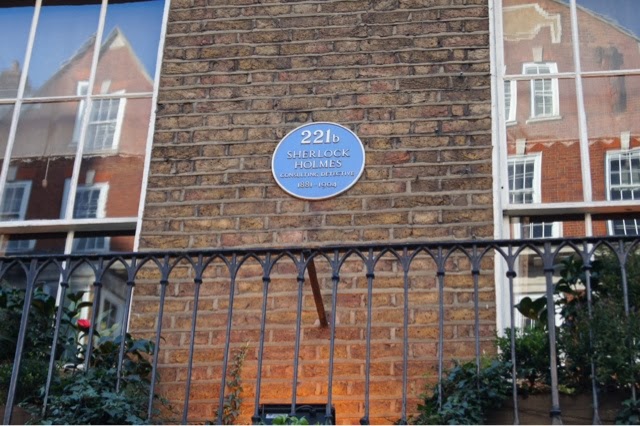 221b
SHERLOCK
HOLMES
CONSULTING DETECTIVE
1881-1904